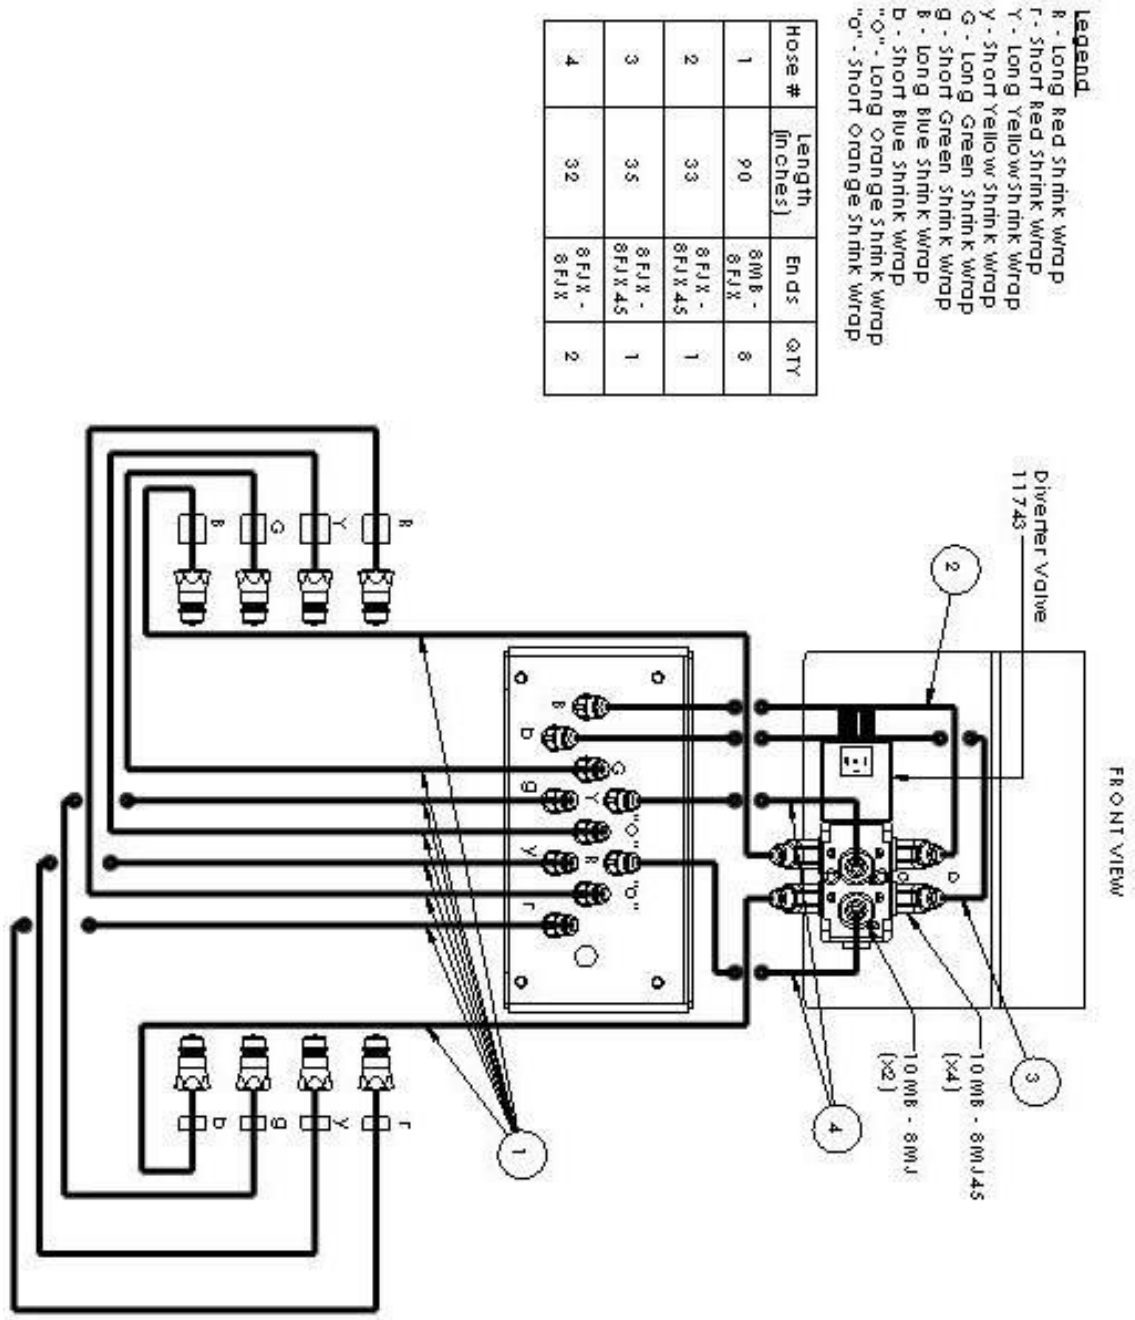 FRONT VIEW
Legend
R - Long Red Shrink Wrap
r - Short Red Shrink Wrap
Y - Long Yellow Shrink Wrap
y - Short Yellow Shrink Wrap
G - Long Green Shrink Wrap
g - Short Green Shrink Wrap
B - Long Blue Shrink Wrap
b - Short Blue Shrink Wrap
"O" - Long Orange Shrink Wrap
"o" - Short Orange Shrink Wrap
Hose # Length (inches) Ends QTY
1 90 8MB - 8FJX 8
2 33 8FJX - 8FJX45 1
3 35 8FJX - 8FJX45 1
4 32 8FJX - 8FJX 2
Diverter Valve
11743
2
3
10MB - 8MJ45
(x4)
10MB - 8MJ
(x2)
4
1
B
b
G
g
Y
"O"
y
R
"o"
r
R
Y
G
B
r
y
g
b